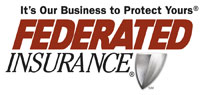 It's Our Business to Protect Yours®
FEDERATED
INSURANCE®